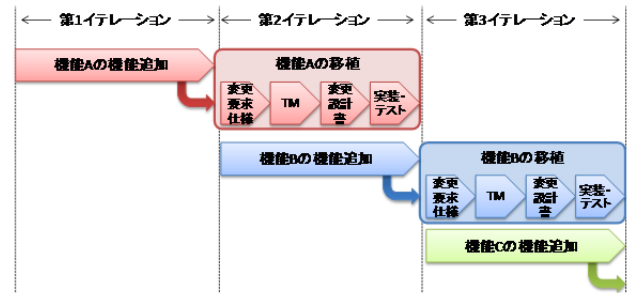 第1イテレーション
第2イテレーション
第3イテレーション
機能Aの機能追加
機能Aの移植
変更
要求
仕様
TM
変更
設計
書
実装-
テスト
機能Bの機能追加
機能Bの移植
変更
要求
仕様
TM
変更
設計
書
実装-
テスト
機能Cの機能追加